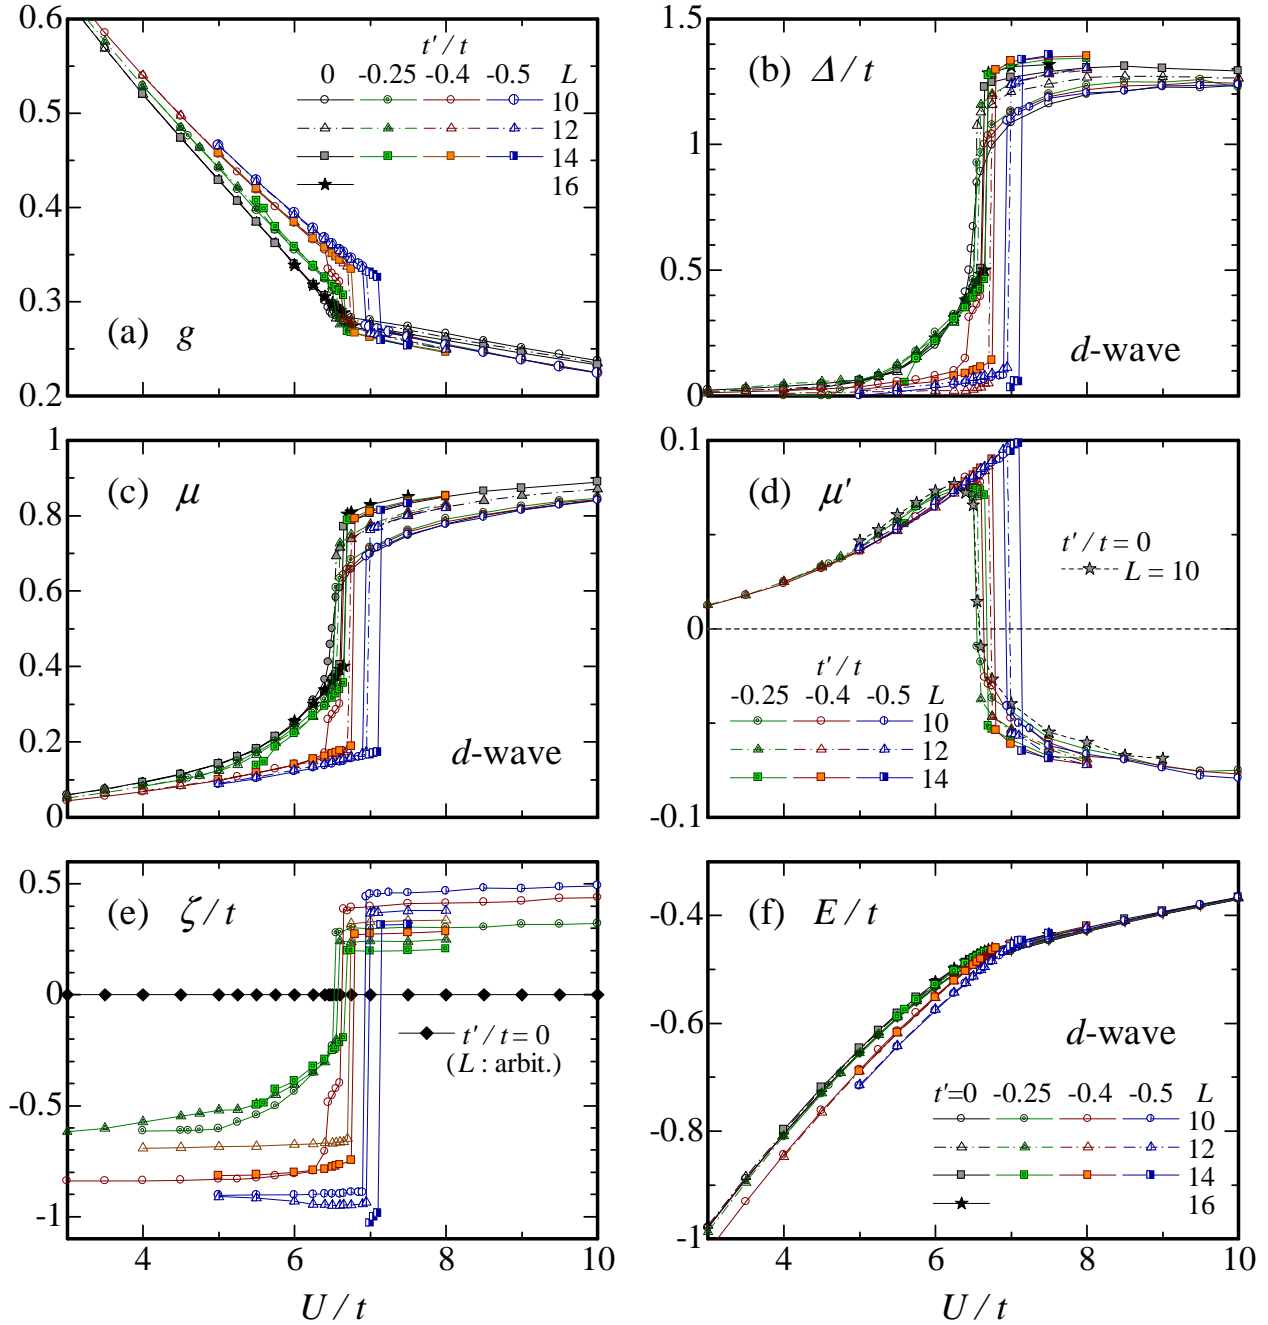 0.6
0.5
0.4
0.3
0.2
(a) g
t'/t
0 -0.25 -0.4 -0.5 L
10
12
14
16
1.5
1
0.5
0
(b) Δ/t
d-wave
1
0.8
0.6
0.4
0.2
0
(c) μ
d-wave
0.1
0
-0.1
(d) μ'
t'/t = 0
L = 10
t'/t
-0.25 -0.4 -0.5 L
10
12
14
0.5
0
-0.5
-1
(e) ζ/t
t'/t = 0
(L : arbit.)
4 6 8 10
U/t
-0.4
-0.6
-0.8
-1
(f) E/t
d-wave
t'=0 -0.25 -0.4 -0.5 L
10
12
14
16
4 6 8 10
U/t